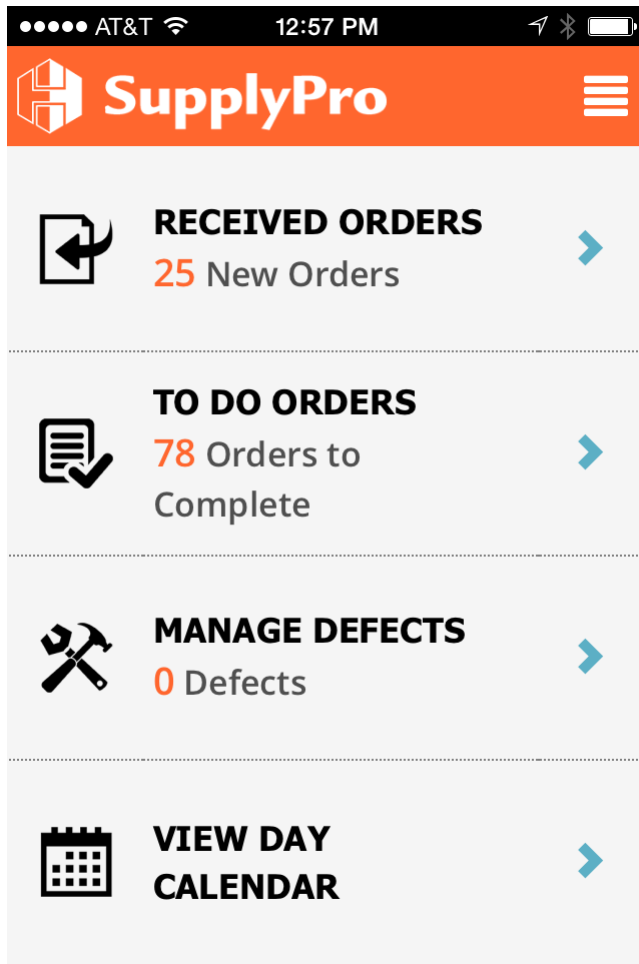 AT&T 12:57 PM
SupplyPro
RECEIVED ORDERS
25 New Orders
TO DO ORDERS
78 Orders to
Complete
MANAGE DEFECTS
0 Defects
VIEW DAY
CALENDAR